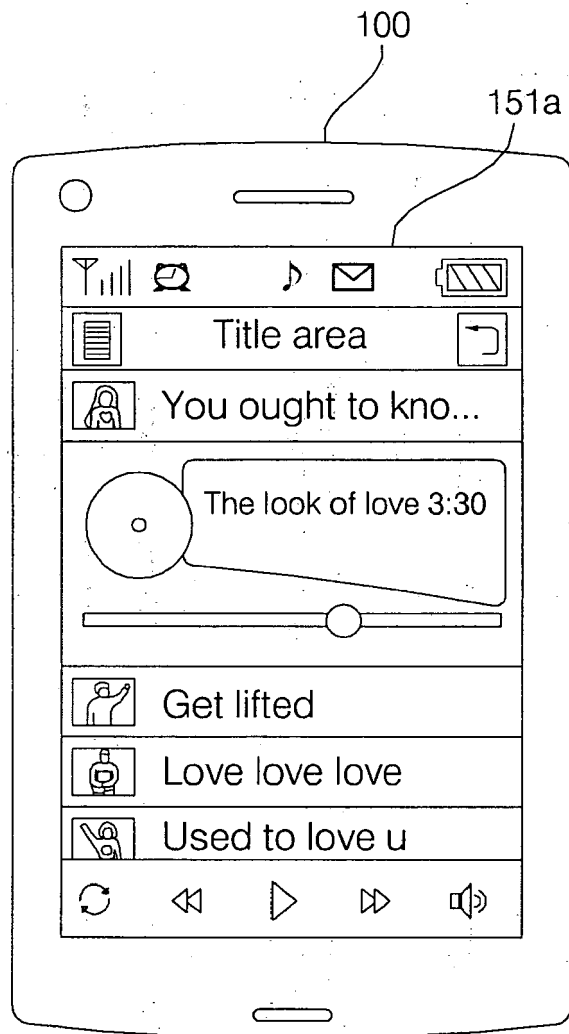 100
151a
Title area
You ought to kno...
The look of love 3:30
Get lifted
Love love love
Used to love u